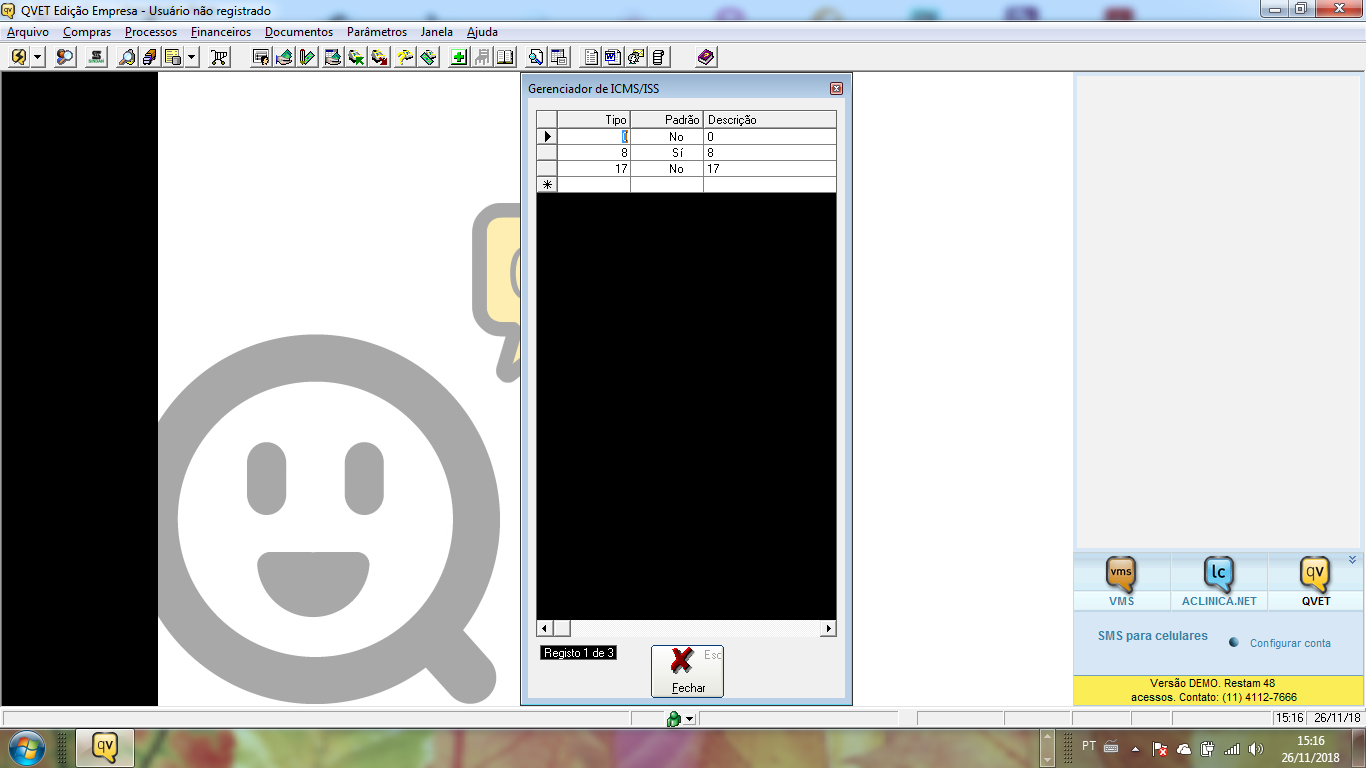 QVET Edição Empresa - Usuário não registrado
Arquivo Compras Processos Financeiros Documentos Parâmetros Janela Ajuda
Gerenciador de ICMS/ISS
Tipo Padrão Descrição
0 No 0
8 Sí 8
17 No 17
Registo 1 de 3
Esc
Fechar
vms lc qv
VMS ACLINICA.NET QVET
SMS para celulares Configurar conta
Versão DEMO. Restam 48
acessos. Contato: (11) 4112-7666
15:16 26/11/18
qv
PT
15:16
26/11/2018